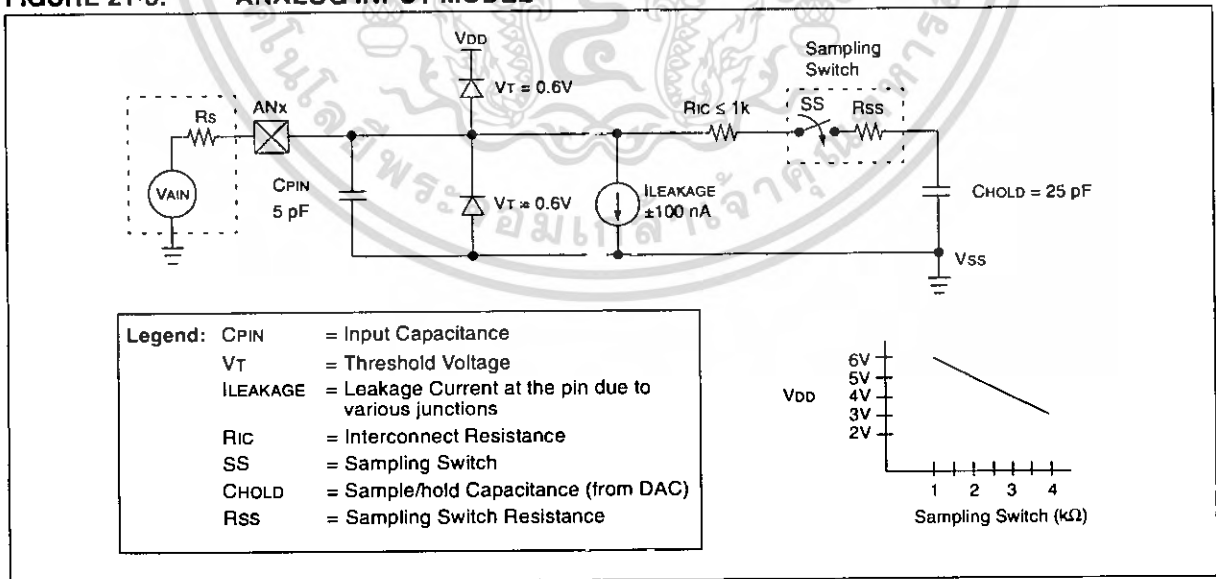 FIGURE 21-3: ANALOG INPUT MODEL
VDD
Sampling
Switch
VT = 0.6V
RIC ≤ 1k
SS
RSS
ANx
RS
VAIN
CPIN
5 pF
VT = 0.6V
ILEAKAGE
±100 nA
CHOLD = 25 pF
VSS
Legend: CPIN = Input Capacitance
VT = Threshold Voltage
ILEAKAGE = Leakage Current at the pin due to
various junctions
RIC = Interconnect Resistance
SS = Sampling Switch
CHOLD = Sample/hold Capacitance (from DAC)
RSS = Sampling Switch Resistance
6V
5V
VDD
4V
3V
2V
1 2 3 4
Sampling Switch (kΩ)